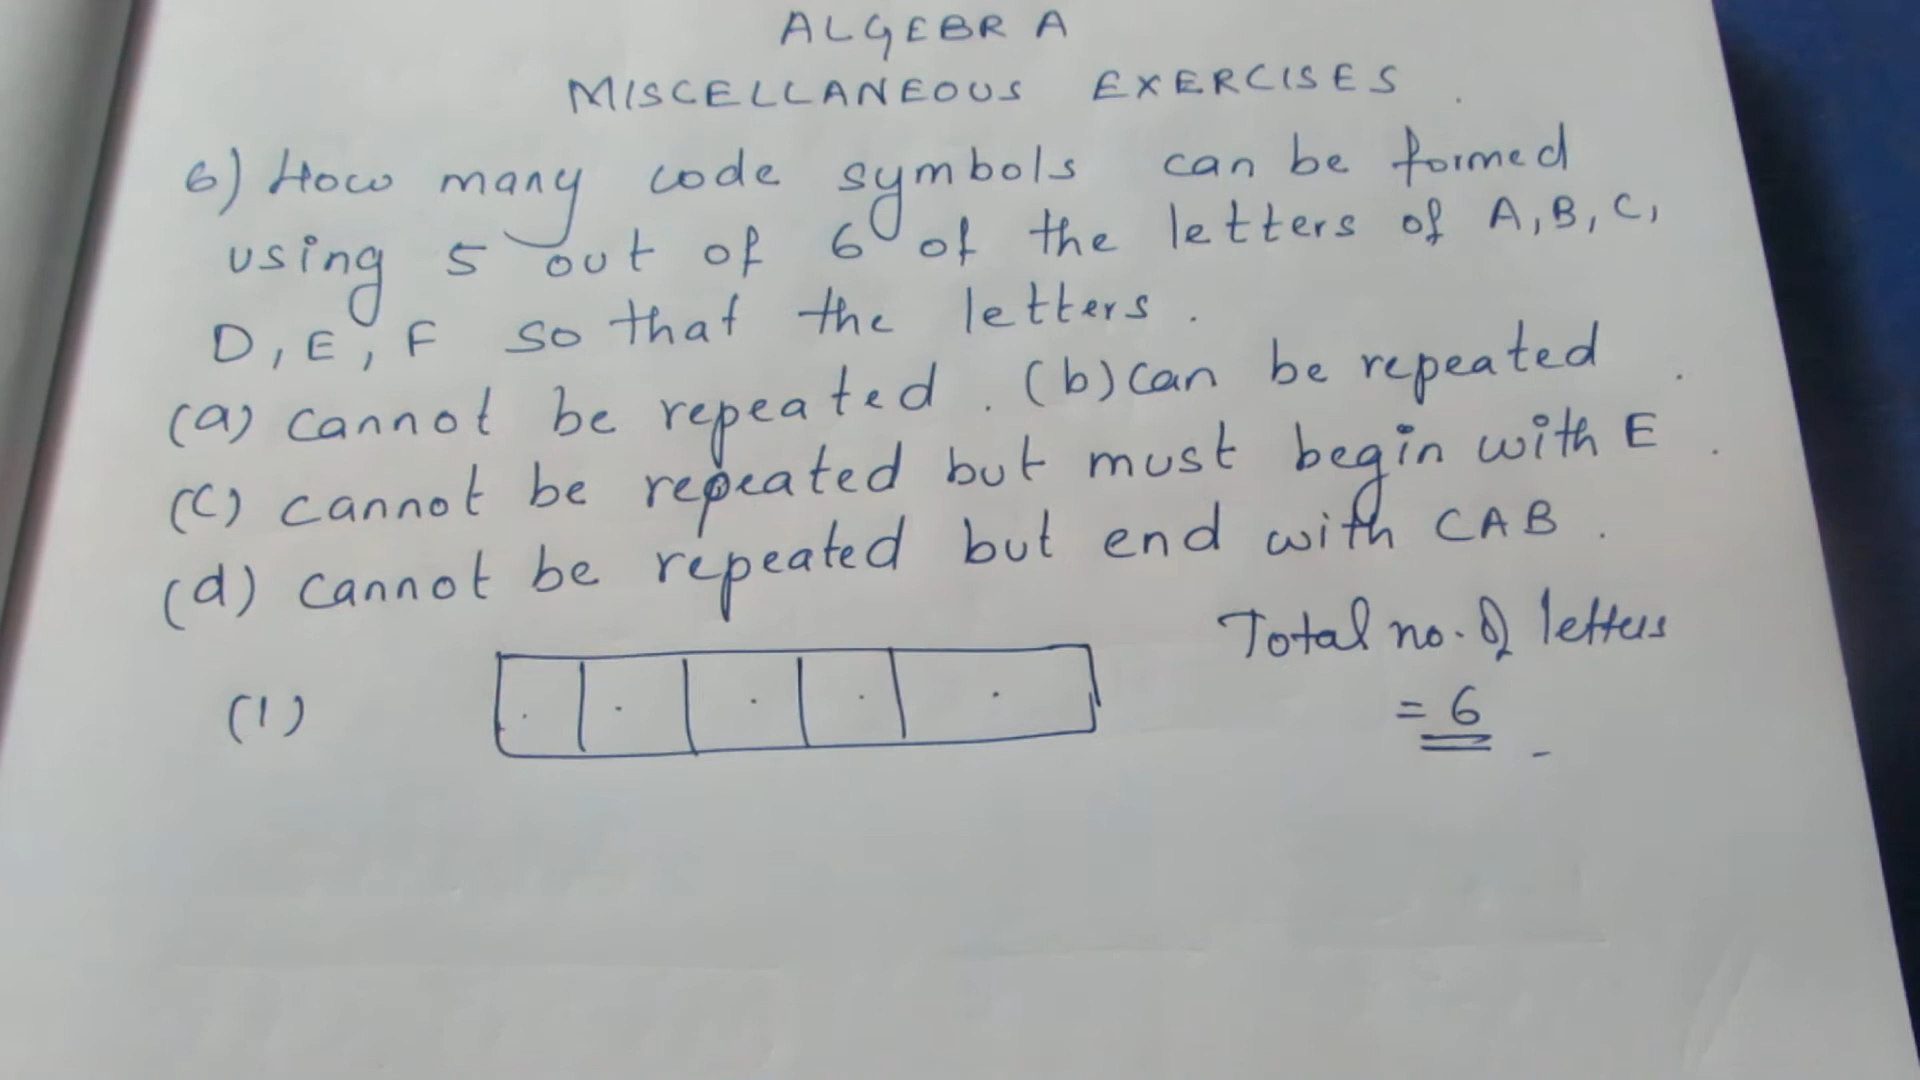 ALGEBRA
MISCELLANEOUS EXERCISES.
6) How many code symbols can be formed
using 5 out of 6 of the letters of A, B, C,
D, E, F so that the letters.
(a) cannot be repeated. (b) can be repeated.
(C) cannot be repeated but must begin with E.
(d) cannot be repeated but end with CAB.
Total no. of letters
(1)
= 6